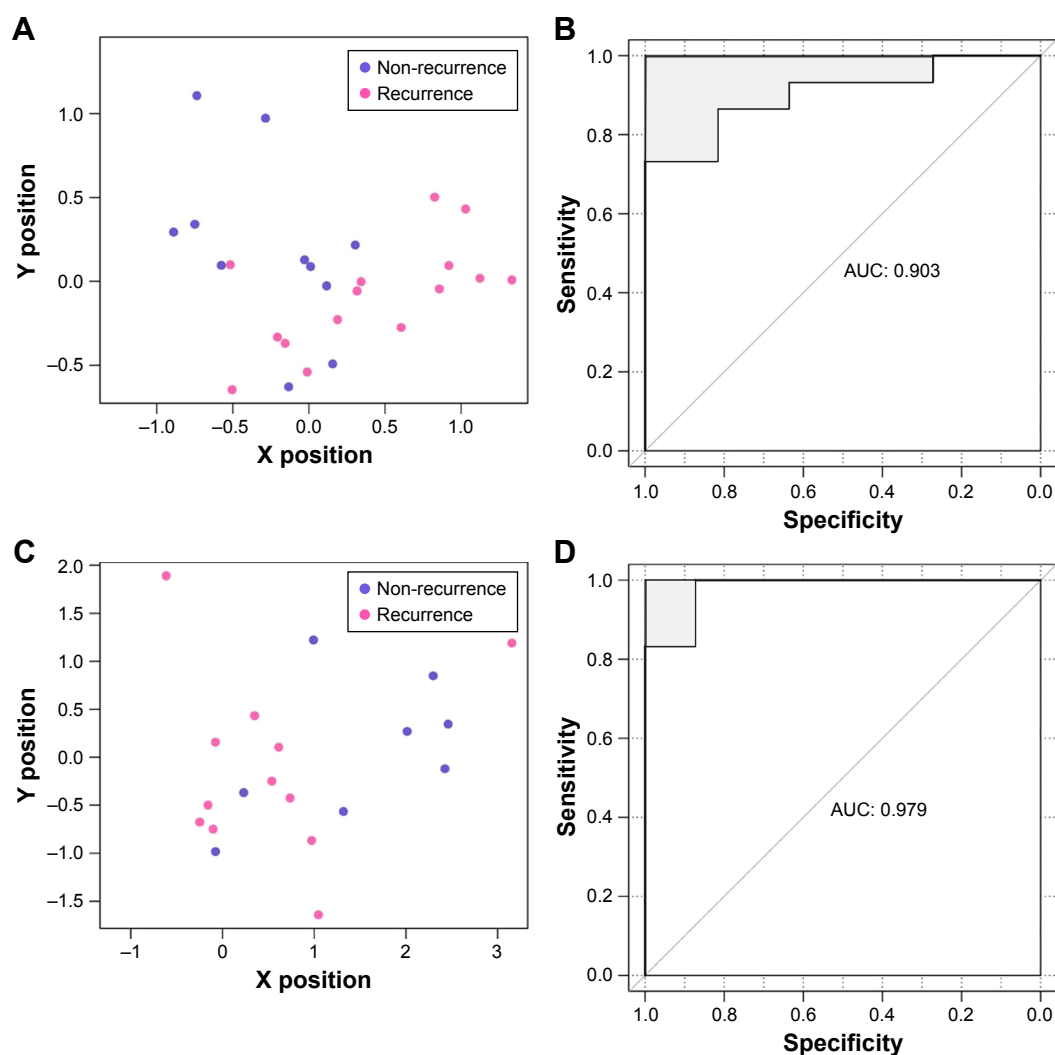 A
Non-recurrence
Recurrence
1.0
0.5
0.0
–0.5
Y position
–1.0 –0.5 0.0 0.5 1.0
X position
B
1.0
0.8
0.6
0.4
0.2
0.0
Sensitivity
AUC: 0.903
1.0 0.8 0.6 0.4 0.2 0.0
Specificity
C
Non-recurrence
Recurrence
2.0
1.5
1.0
0.5
0.0
–0.5
–1.0
–1.5
Y position
–1 0 1 2 3
X position
D
1.0
0.8
0.6
0.4
0.2
0.0
Sensitivity
AUC: 0.979
1.0 0.8 0.6 0.4 0.2 0.0
Specificity